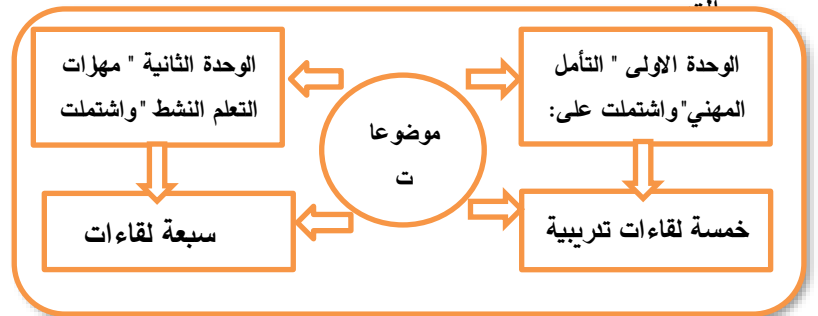 الوحدة الاولى " التأمل
المهني"واشتملت على:
خمسة لقاءات تدريبية
موضوعا
ت
الوحدة الثانية " مهارات
التعلم النشط "واشتملت
سبعة لقاءات